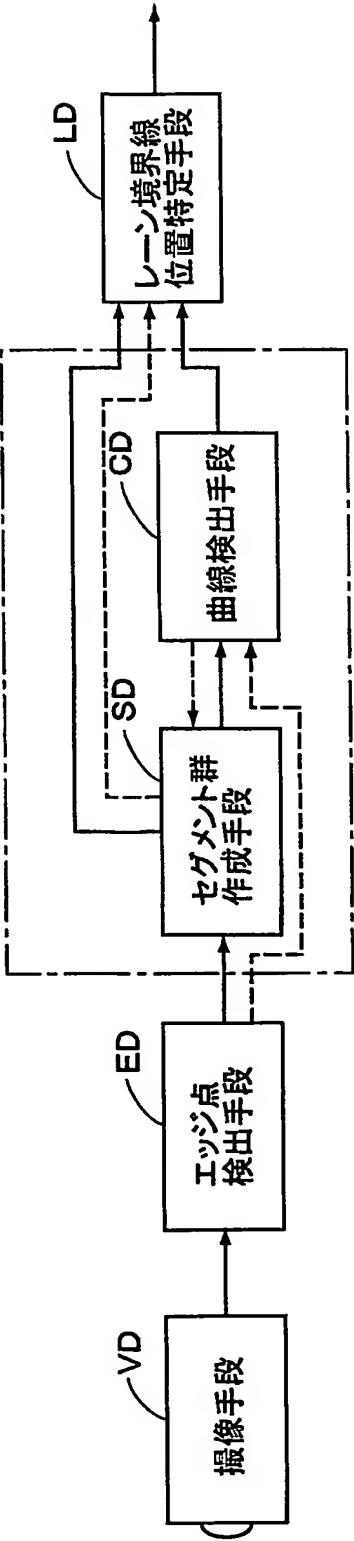 VD
撮像手段
ED
エッジ点
検出手段
SD
セグメント群
作成手段
CD
曲線検出手段
LD
レーン境界線
位置特定手段